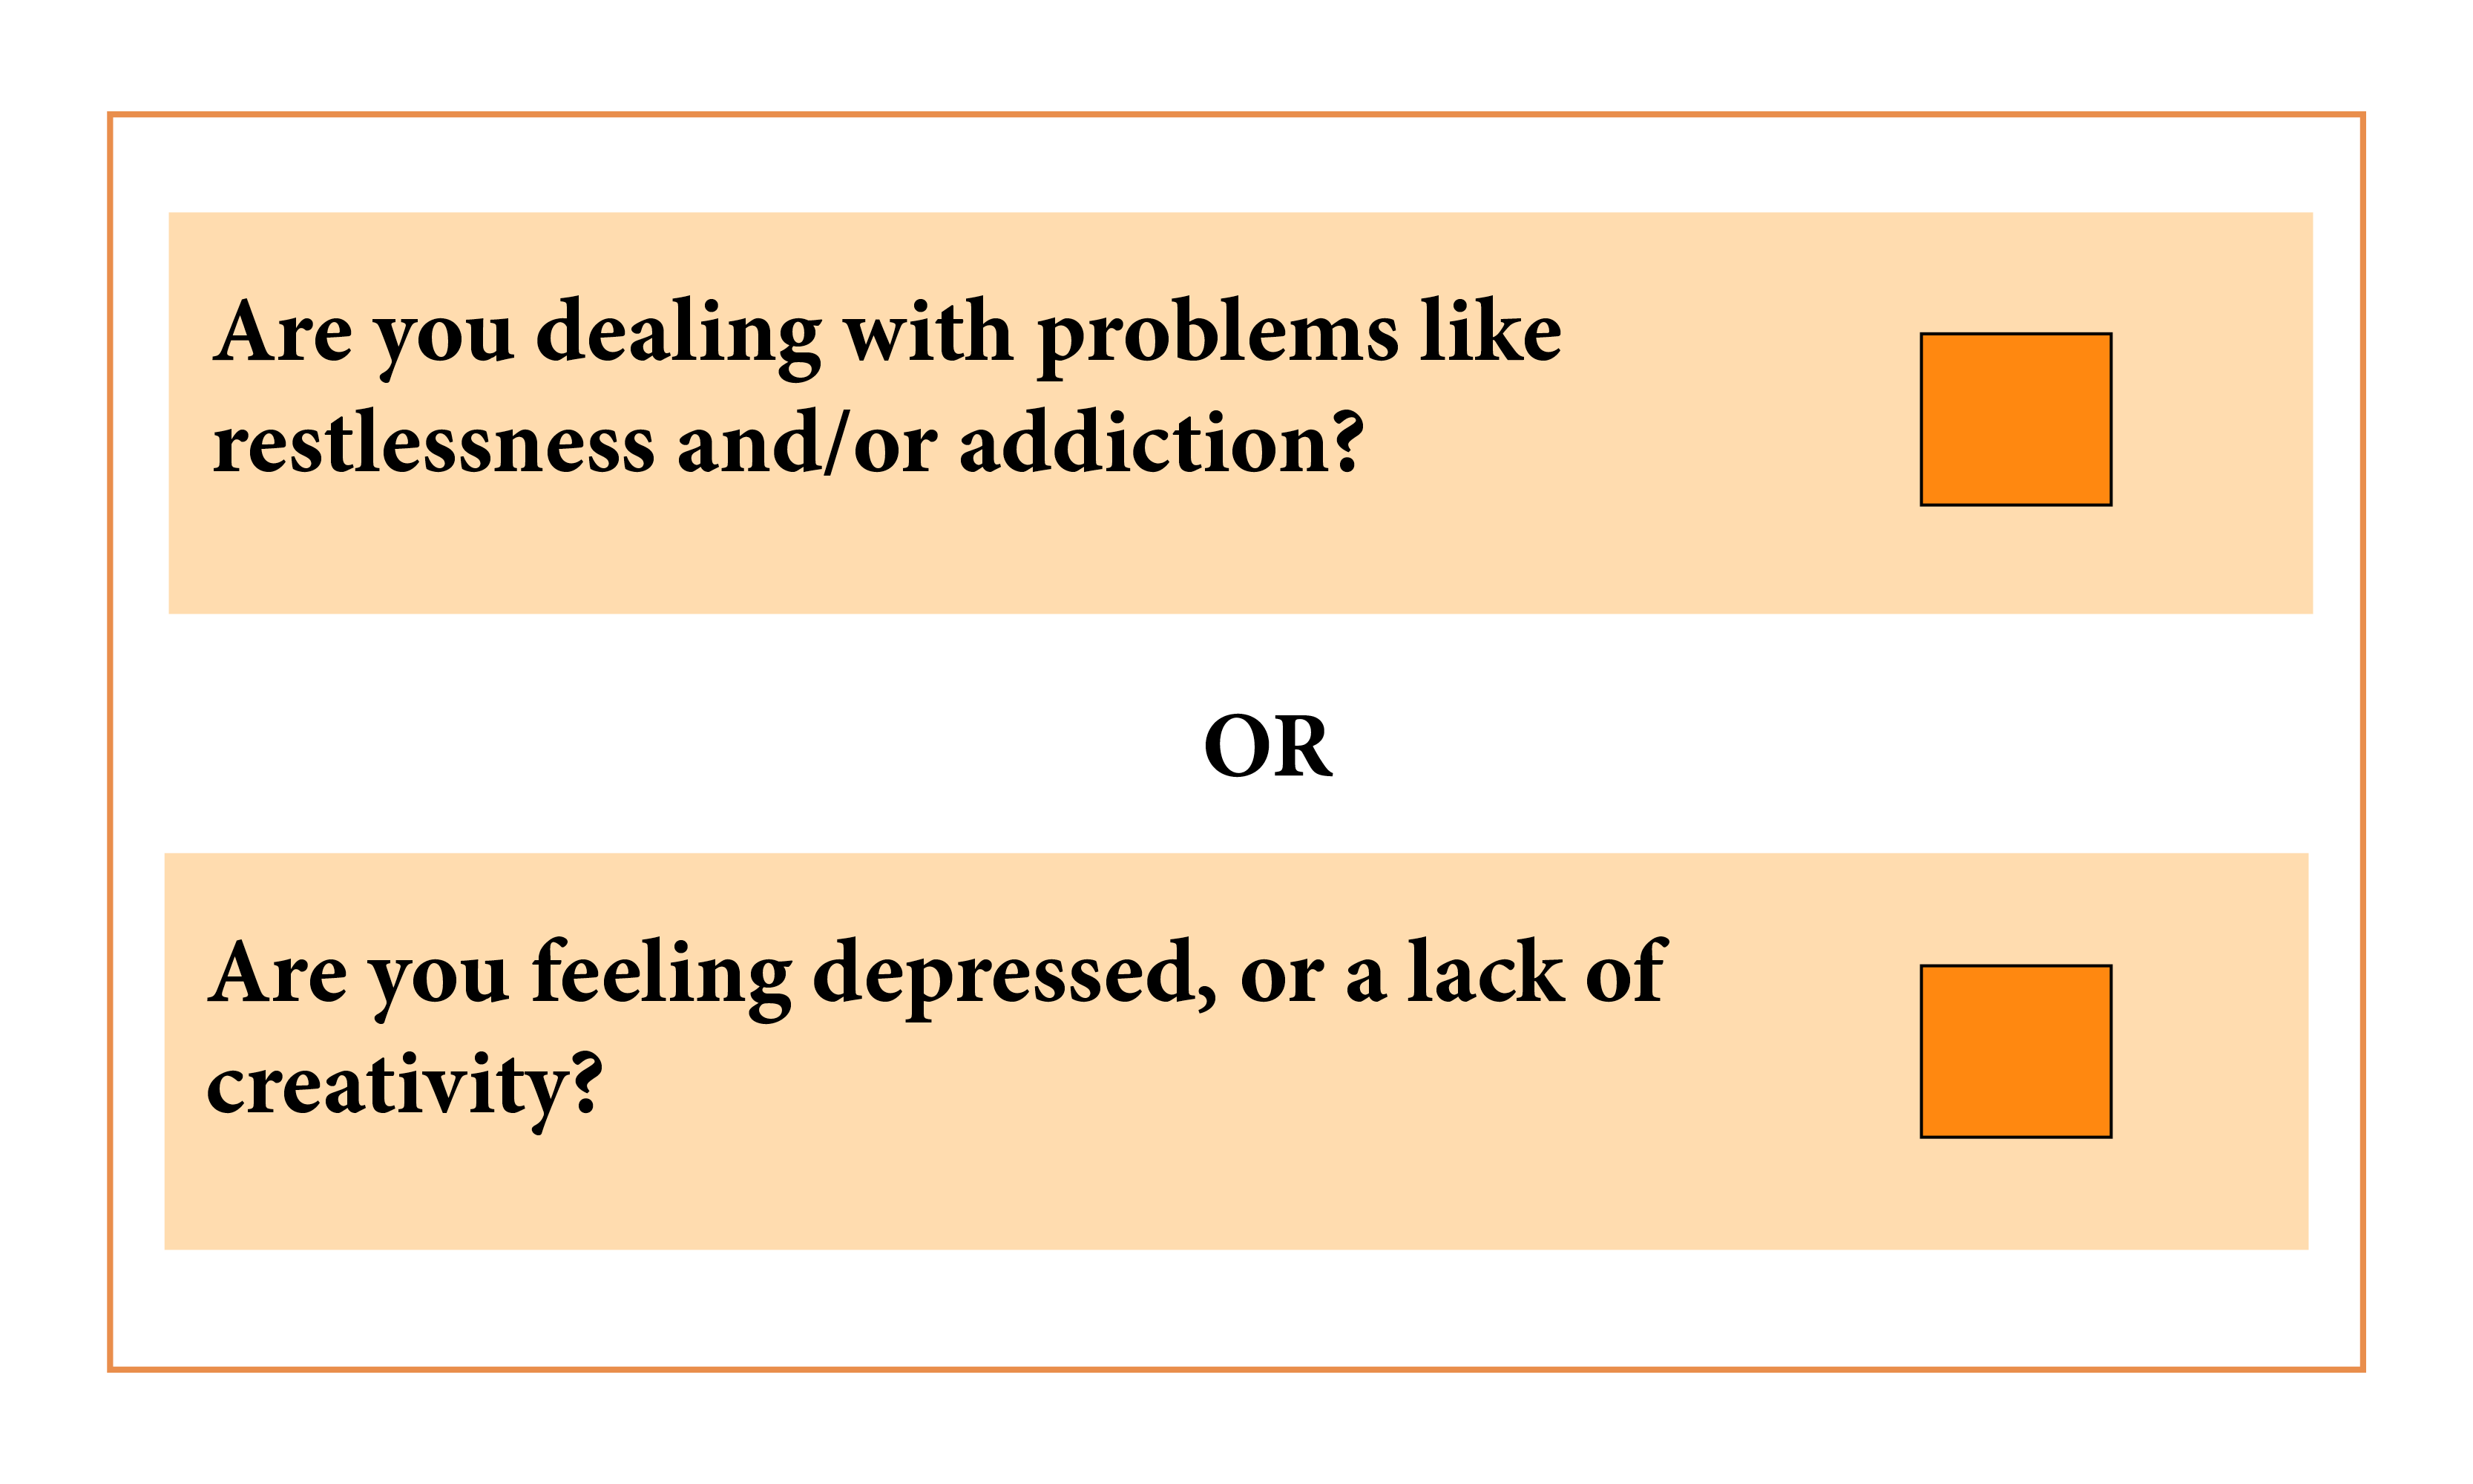 Are you dealing with problems like
restlessness and/or addiction?
OR
Are you feeling depressed, or a lack of
creativity?